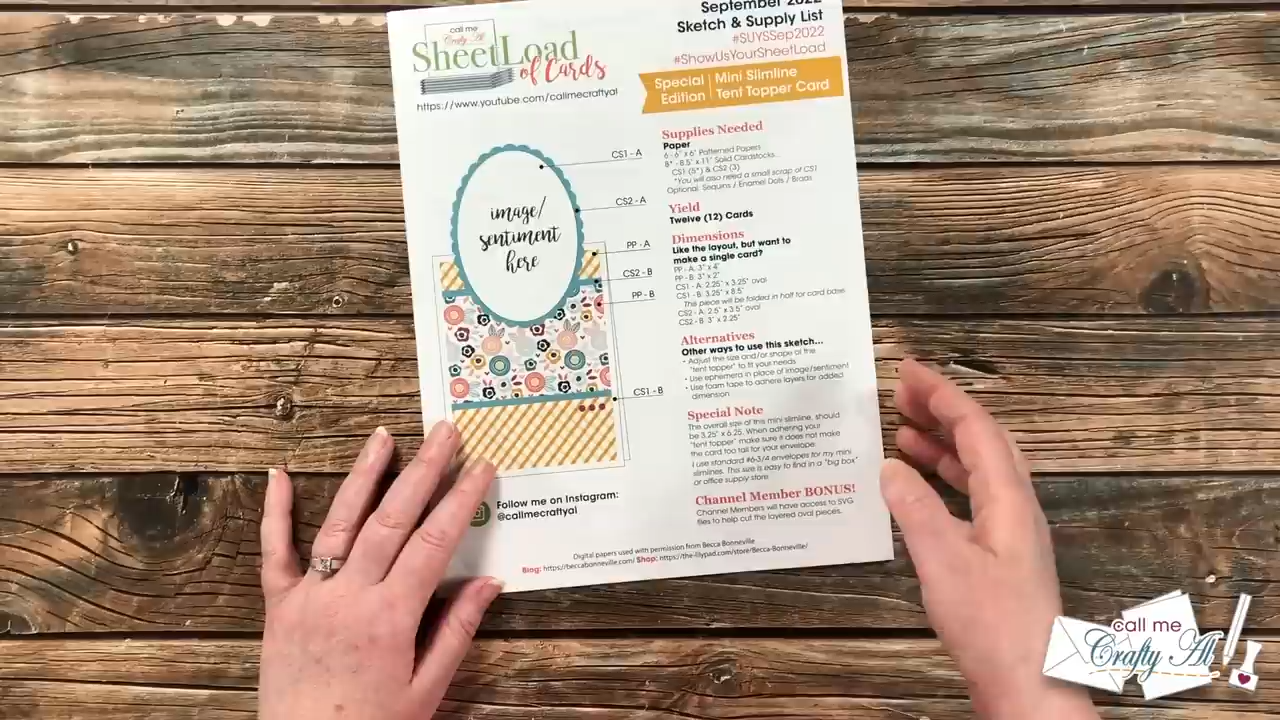 call me
Crafty Al
SheetLoad
of Cards
https://www.youtube.com/callmecraftyal
September 2022
Sketch & Supply List
#SUYSSep2022
#ShowUsYourSheetLoad
Special Edition
Mini Slimline
Tent Topper Card
CS1 - A
CS2 - A
PP - A
CS2 - B
PP - B
CS1 - B
image/
sentiment
here
Supplies Needed
Paper
6 - 6" x 6" Patterned Papers
8* - 8.5" x 11" Solid Cardstocks...
CS1 (5*) & CS2 (3)
*You will also need a small scrap of CS1
Optional: Sequins / Enamel Dots / Brads
Yield
Twelve (12) Cards
Dimensions
Like the layout, but want to
make a single card?
PP - A: 3" x 4"
PP - B: 3" x 2"
CS1 - A: 2.25" x 3.25" oval
CS1 - B: 3.25" x 8.5"
This piece will be folded in half for card base
CS2 - A: 2.5" x 3.5" oval
CS2 - B: 3" x 2.25"
Alternatives
Other ways to use this sketch...
• Adjust the size and/or shape of the
"tent topper" to fit your needs
• Use ephemera in place of image/sentiment
• Use foam tape to adhere layers for added
dimension
Special Note
The overall size of this mini slimline, should
be 3.25" x 6.25. When adhering your
"tent topper" make sure it does not make
the card too tall for your envelope.
I use standard #6-3/4 envelopes for my mini
slimlines. This size is easy to find in a "big box"
or office supply store.
Channel Member BONUS!
Channel Members will have access to SVG
files to help cut the layered oval pieces.
Follow me on Instagram:
@callmecraftyal
Digital papers used with permission from Becca Bonneville
Blog: https://beccabonneville.com/ Shop: https://the-lilypad.com/store/Becca-Bonneville/
call me
Crafty Al